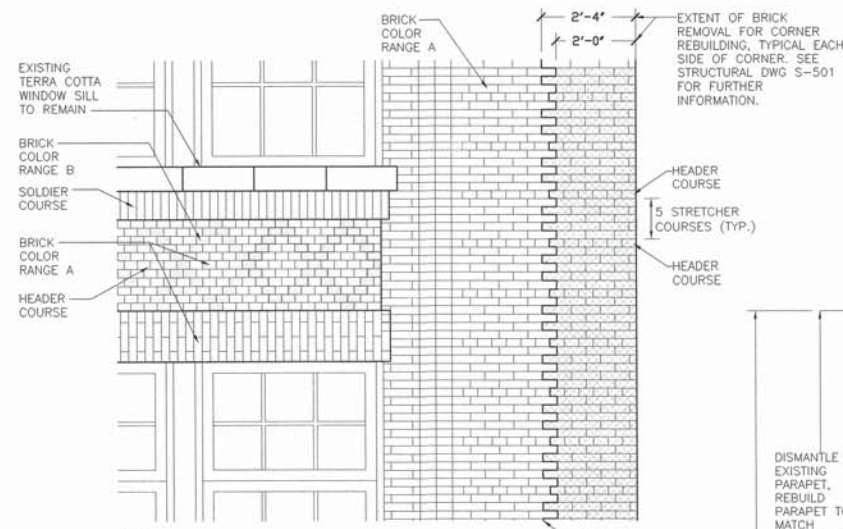 BRICK
COLOR
RANGE A
2'-4"
2'-0"
EXTENT OF BRICK
REMOVAL FOR CORNER
REBUILDING, TYPICAL EACH
SIDE OF CORNER. SEE
STRUCTURAL DWG S-501
FOR FURTHER
INFORMATION.
EXISTING
TERRA COTTA
WINDOW SILL
TO REMAIN
BRICK
COLOR
RANGE B
SOLDIER
COURSE
BRICK
COLOR
RANGE A
HEADER
COURSE
HEADER
COURSE
5 STRETCHER
COURSES (TYP.)
HEADER
COURSE
DISMANTLE
EXISTING
PARAPET,
REBUILD
PARAPET TO
MATCH